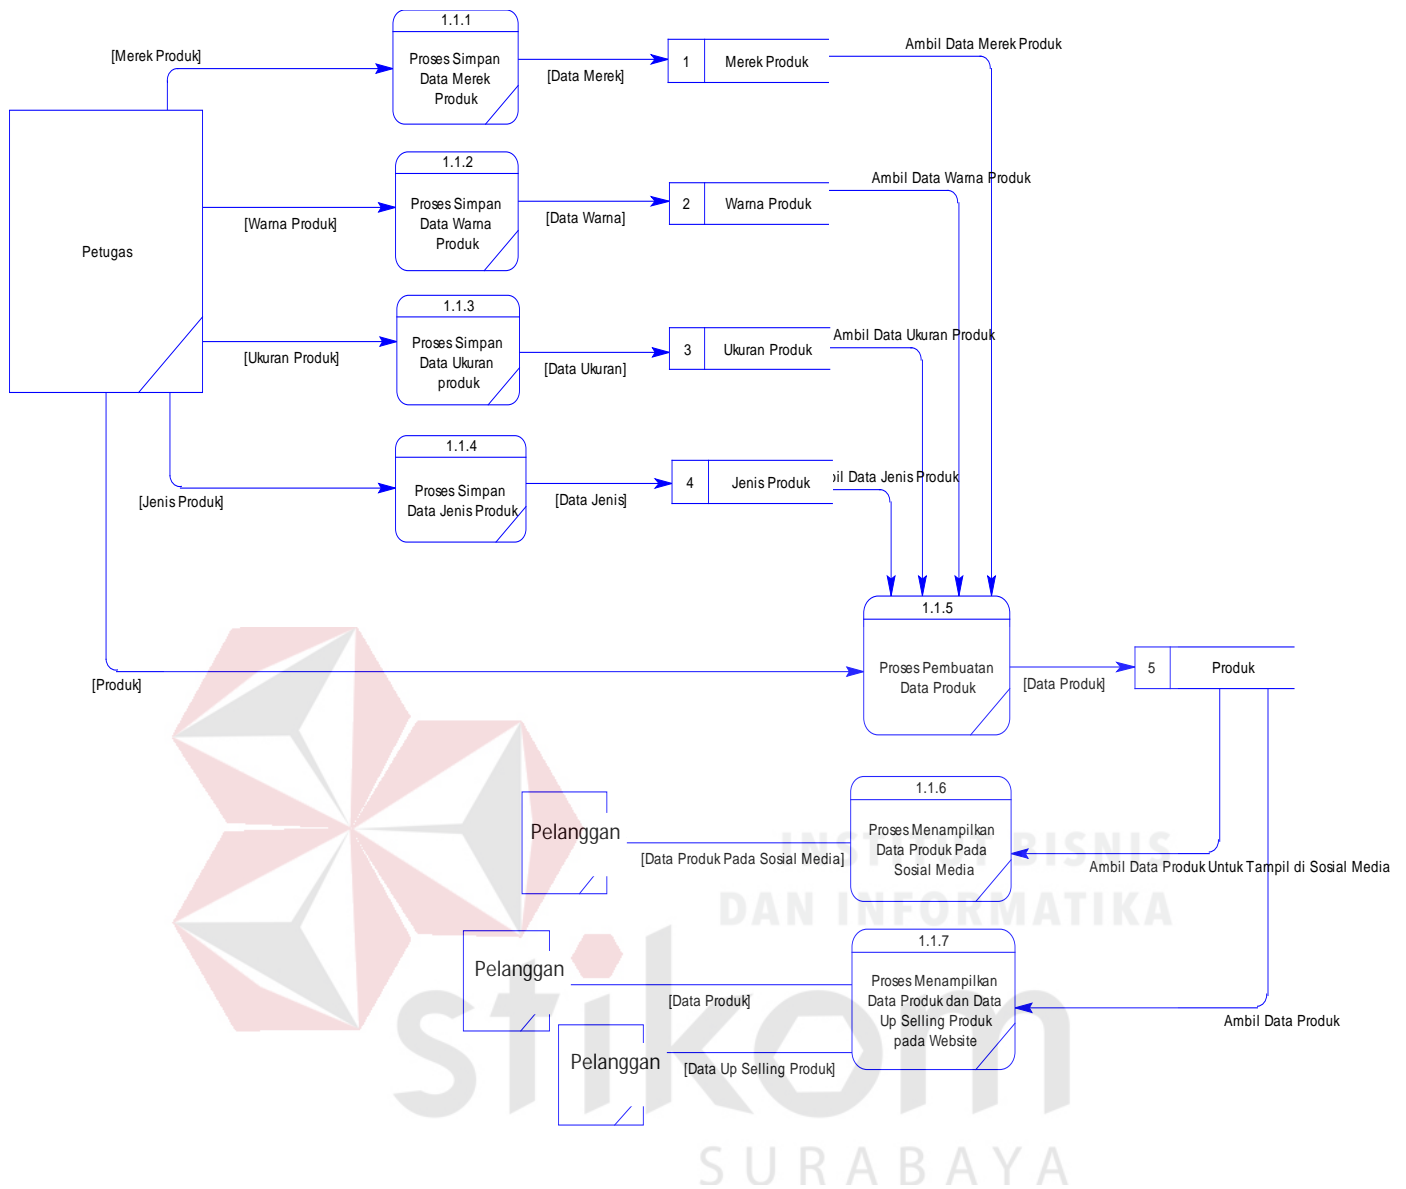 1.1.1
Proses Simpan
Data Merek
Produk
[Merek Produk]
[Data Merek]
1
Merek Produk
Ambil Data Merek Produk
1.1.2
Proses Simpan
Data Warna
Produk
[Warna Produk]
[Data Warna]
2
Warna Produk
Ambil Data Warna Produk
Petugas
1.1.3
Proses Simpan
Data Ukuran
produk
[Ukuran Produk]
[Data Ukuran]
3
Ukuran Produk
Ambil Data Ukuran Produk
1.1.4
Proses Simpan
Data Jenis Produk
[Jenis Produk]
[Data Jenis]
4
Jenis Produk
bil Data Jenis Produk
1.1.5
Proses Pembuatan
Data Produk
[Produk]
[Data Produk]
5
Produk
1.1.6
Proses Menampilkan
Data Produk Pada
Sosial Media
Pelanggan
[Data Produk Pada Sosial Media]
Ambil Data Produk Untuk Tampil di Sosial Media
INSTITUT BISNIS
DAN INFORMATIKA
1.1.7
Proses Menampilkan
Data Produk dan Data
Up Selling Produk
pada Website
Pelanggan
[Data Produk]
Ambil Data Produk
Pelanggan
[Data Up Selling Produk]
stikom
SURABAYA